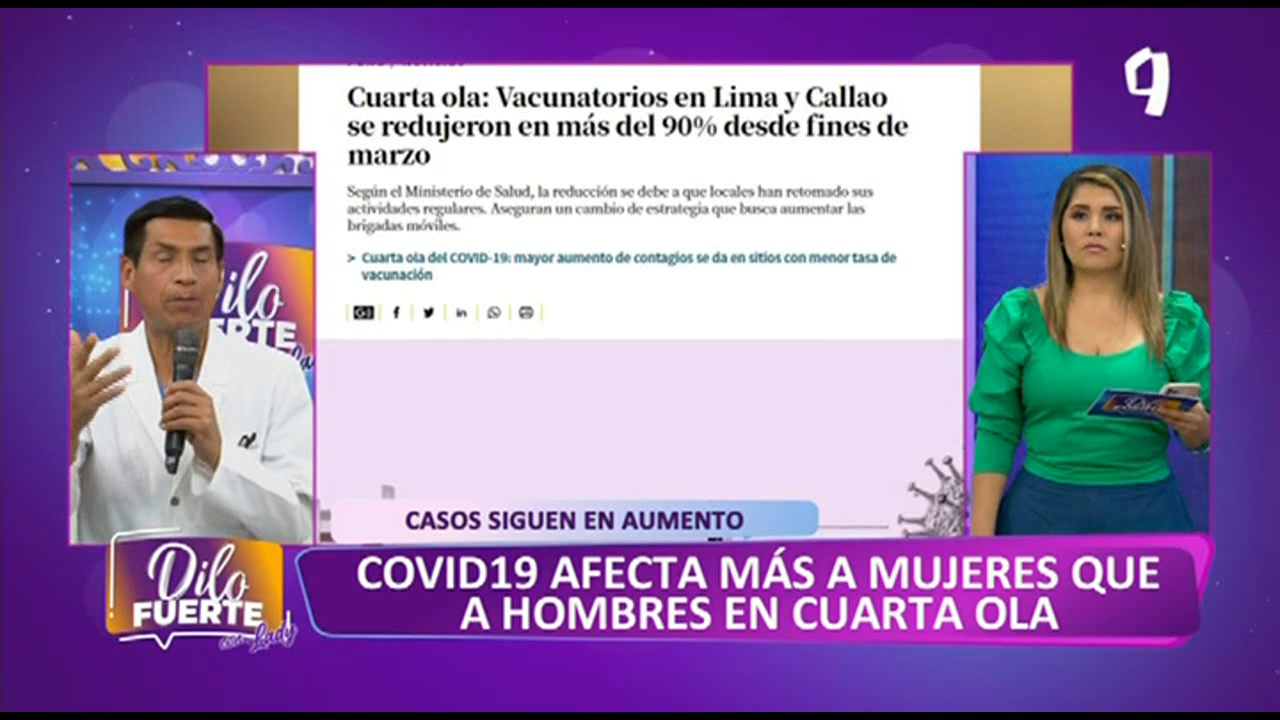 Cuarta ola: Vacunatorios en Lima y Callao
se redujeron en más del 90% desde fines de
marzo
Según el Ministerio de Salud, la reducción se debe a que locales han retomado sus
actividades regulares. Aseguran un cambio de estrategia que busca aumentar las
brigadas móviles.
> Cuarta ola del COVID-19: mayor aumento de contagios se da en sitios con menor tasa de
vacunación
Dilo
FUERTE
CASOS SIGUEN EN AUMENTO
Dilo
FUERTE
con Lady
COVID19 AFECTA MÁS A MUJERES QUE
A HOMBRES EN CUARTA OLA